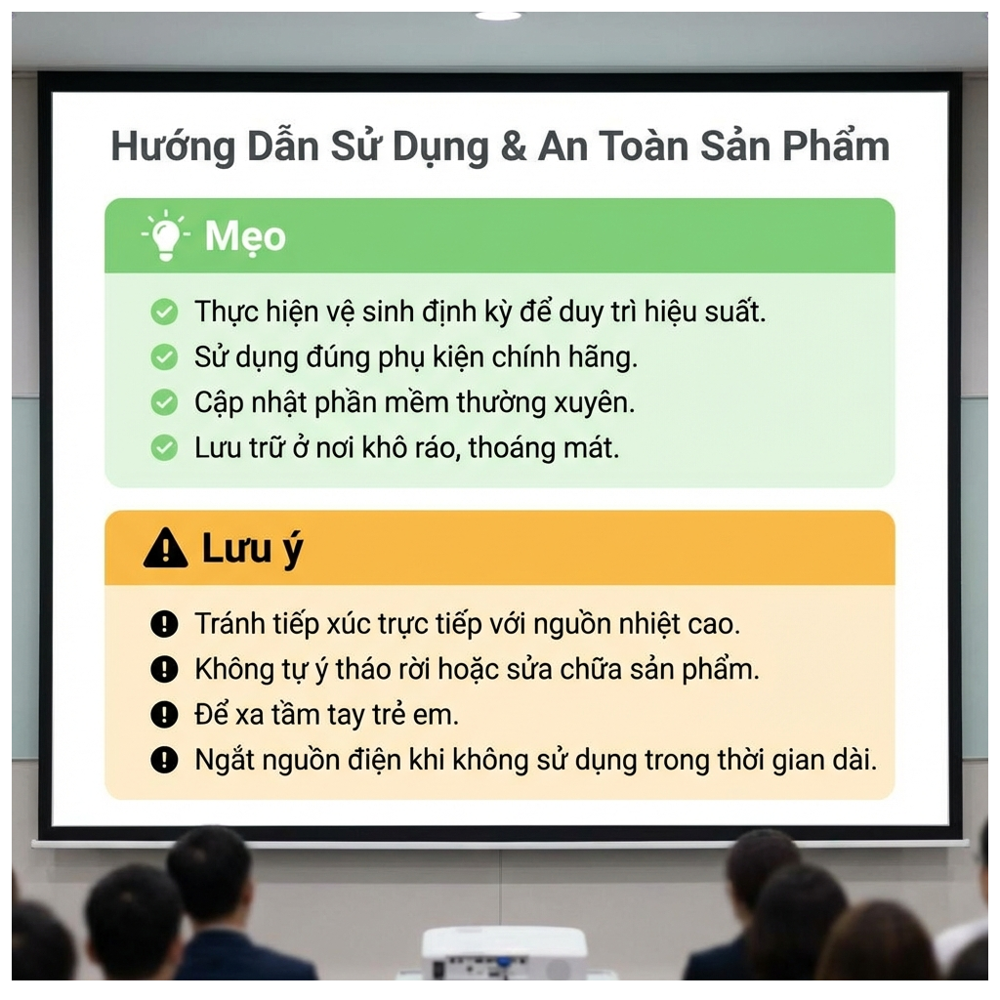 Hướng Dẫn Sử Dụng & An Toàn Sản Phẩm
Mẹo
Thực hiện vệ sinh định kỳ để duy trì hiệu suất.
Sử dụng đúng phụ kiện chính hãng.
Cập nhật phần mềm thường xuyên.
Lưu trữ ở nơi khô ráo, thoáng mát.
Lưu ý
Tránh tiếp xúc trực tiếp với nguồn nhiệt cao.
Không tự ý tháo rời hoặc sửa chữa sản phẩm.
Để xa tầm tay trẻ em.
Ngắt nguồn điện khi không sử dụng trong thời gian dài.